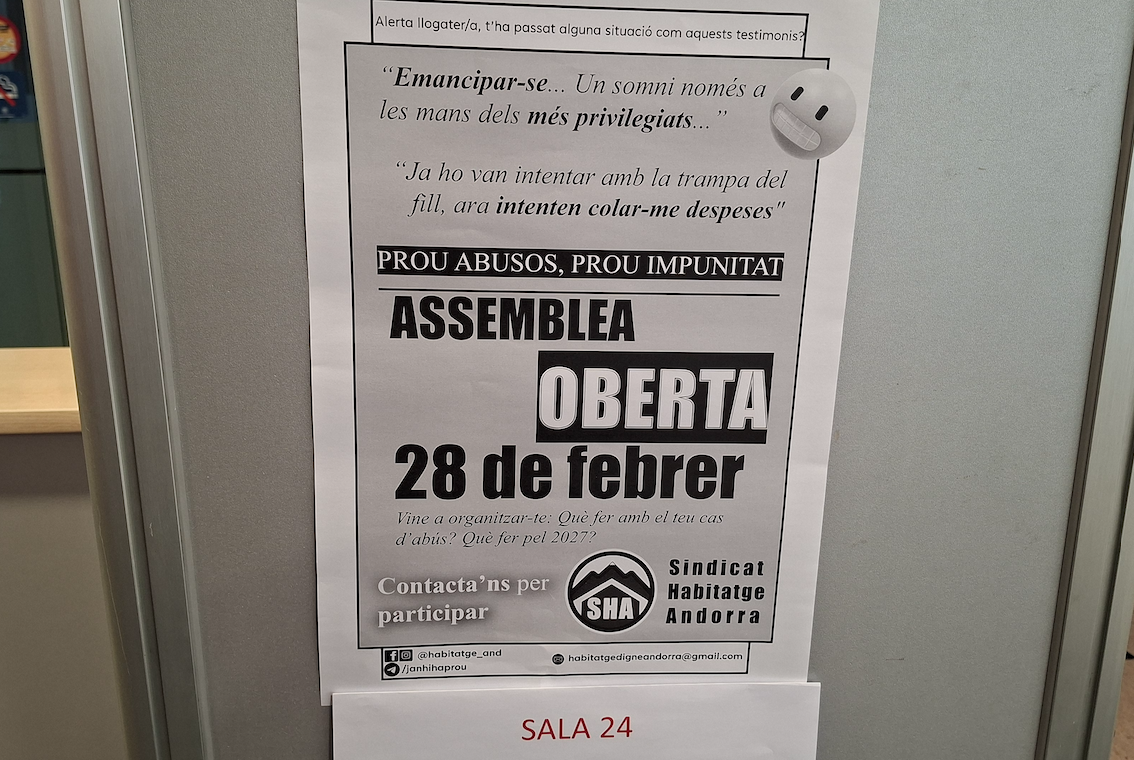 Alerta llogater/a, t'ha passat alguna situació com aquests testimonis?
“Emancipar-se... Un somni només a
les mans dels més privilegiats...”
“Ja ho van intentar amb la trampa del
fill, ara intenten colar-me despeses"
PROU ABUSOS, PROU IMPUNITAT
ASSEMBLEA
OBERTA
28 de febrer
Vine a organitzar-te: Què fer amb el teu cas
d'abús? Què fer pel 2027?
Contacta'ns per
participar
SHA
Sindicat
Habitatge
Andorra
@habitatge_and
/janhihaprou
habitatgedigneandorra@gmail.com
SALA 24